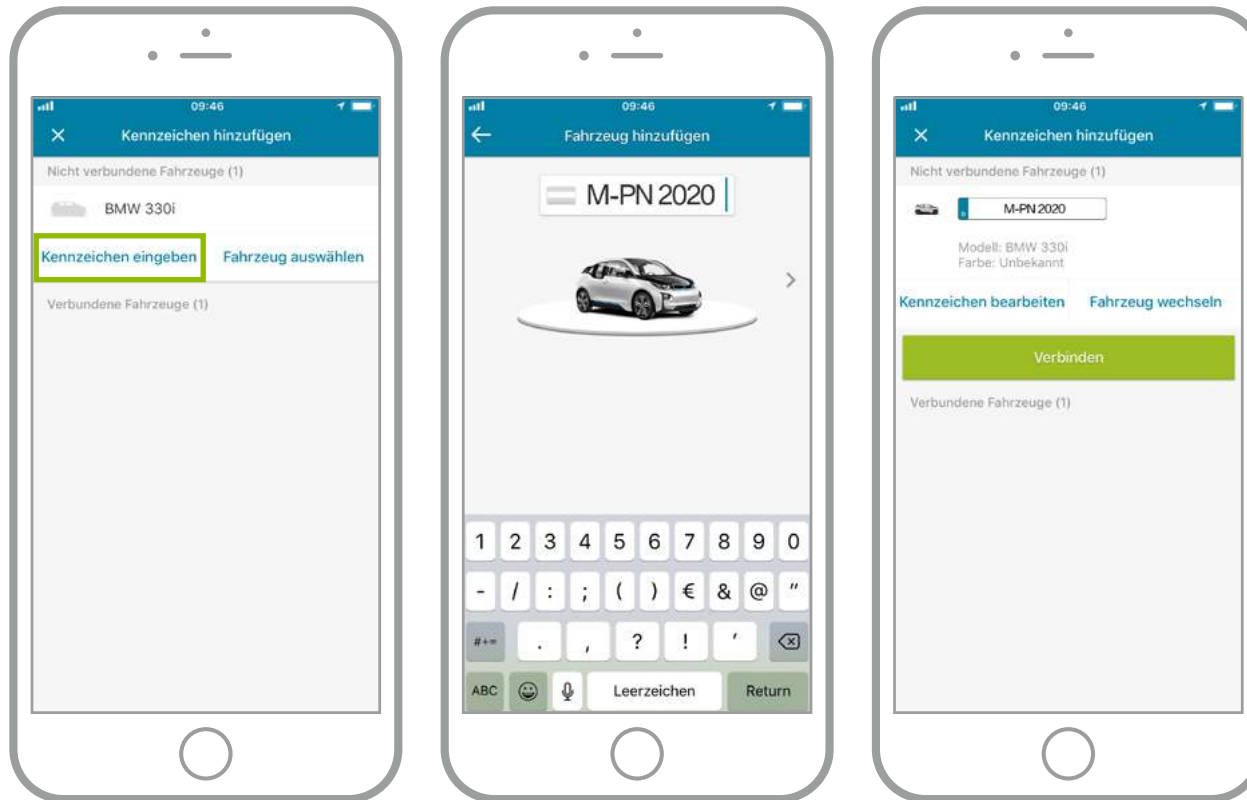 09:46
Kennzeichen hinzufügen
Nicht verbundene Fahrzeuge (1)
BMW 330i
Kennzeichen eingeben Fahrzeug auswählen
Verbundene Fahrzeuge (1)
09:46
Fahrzeug hinzufügen
M-PN 2020
1 2 3 4 5 6 7 8 9 0
- / : ; ( ) € & @ "
#+= . , ? ! '
ABC Leerzeichen Return
09:46
Kennzeichen hinzufügen
Nicht verbundene Fahrzeuge (1)
M-PN 2020
Modell: BMW 330i
Farbe: Unbekannt
Kennzeichen bearbeiten Fahrzeug wechseln
Verbinden
Verbundene Fahrzeuge (1)